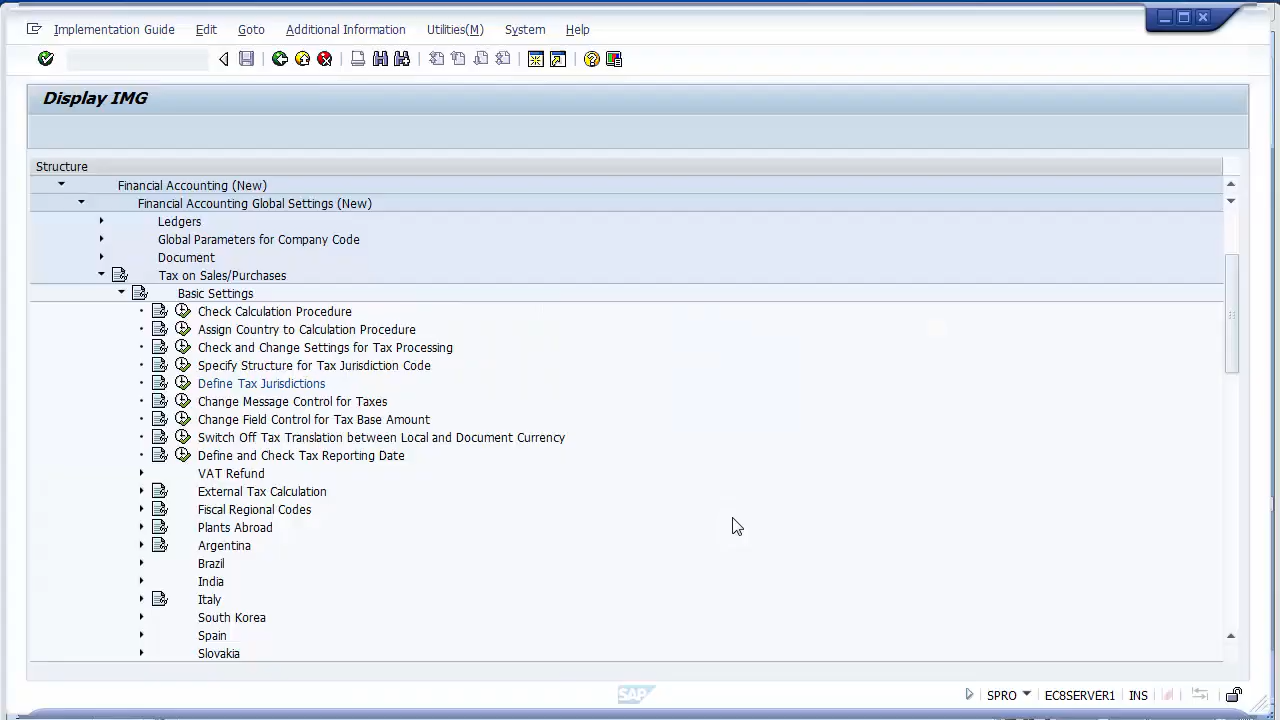 Implementation Guide Edit Goto Additional Information Utilities(M) System Help
Display IMG
Structure
Financial Accounting (New)
Financial Accounting Global Settings (New)
Ledgers
Global Parameters for Company Code
Document
Tax on Sales/Purchases
Basic Settings
Check Calculation Procedure
Assign Country to Calculation Procedure
Check and Change Settings for Tax Processing
Specify Structure for Tax Jurisdiction Code
Define Tax Jurisdictions
Change Message Control for Taxes
Change Field Control for Tax Base Amount
Switch Off Tax Translation between Local and Document Currency
Define and Check Tax Reporting Date
VAT Refund
External Tax Calculation
Fiscal Regional Codes
Plants Abroad
Argentina
Brazil
India
Italy
South Korea
Spain
Slovakia
SAP SPRO EC8SERVER1 INS